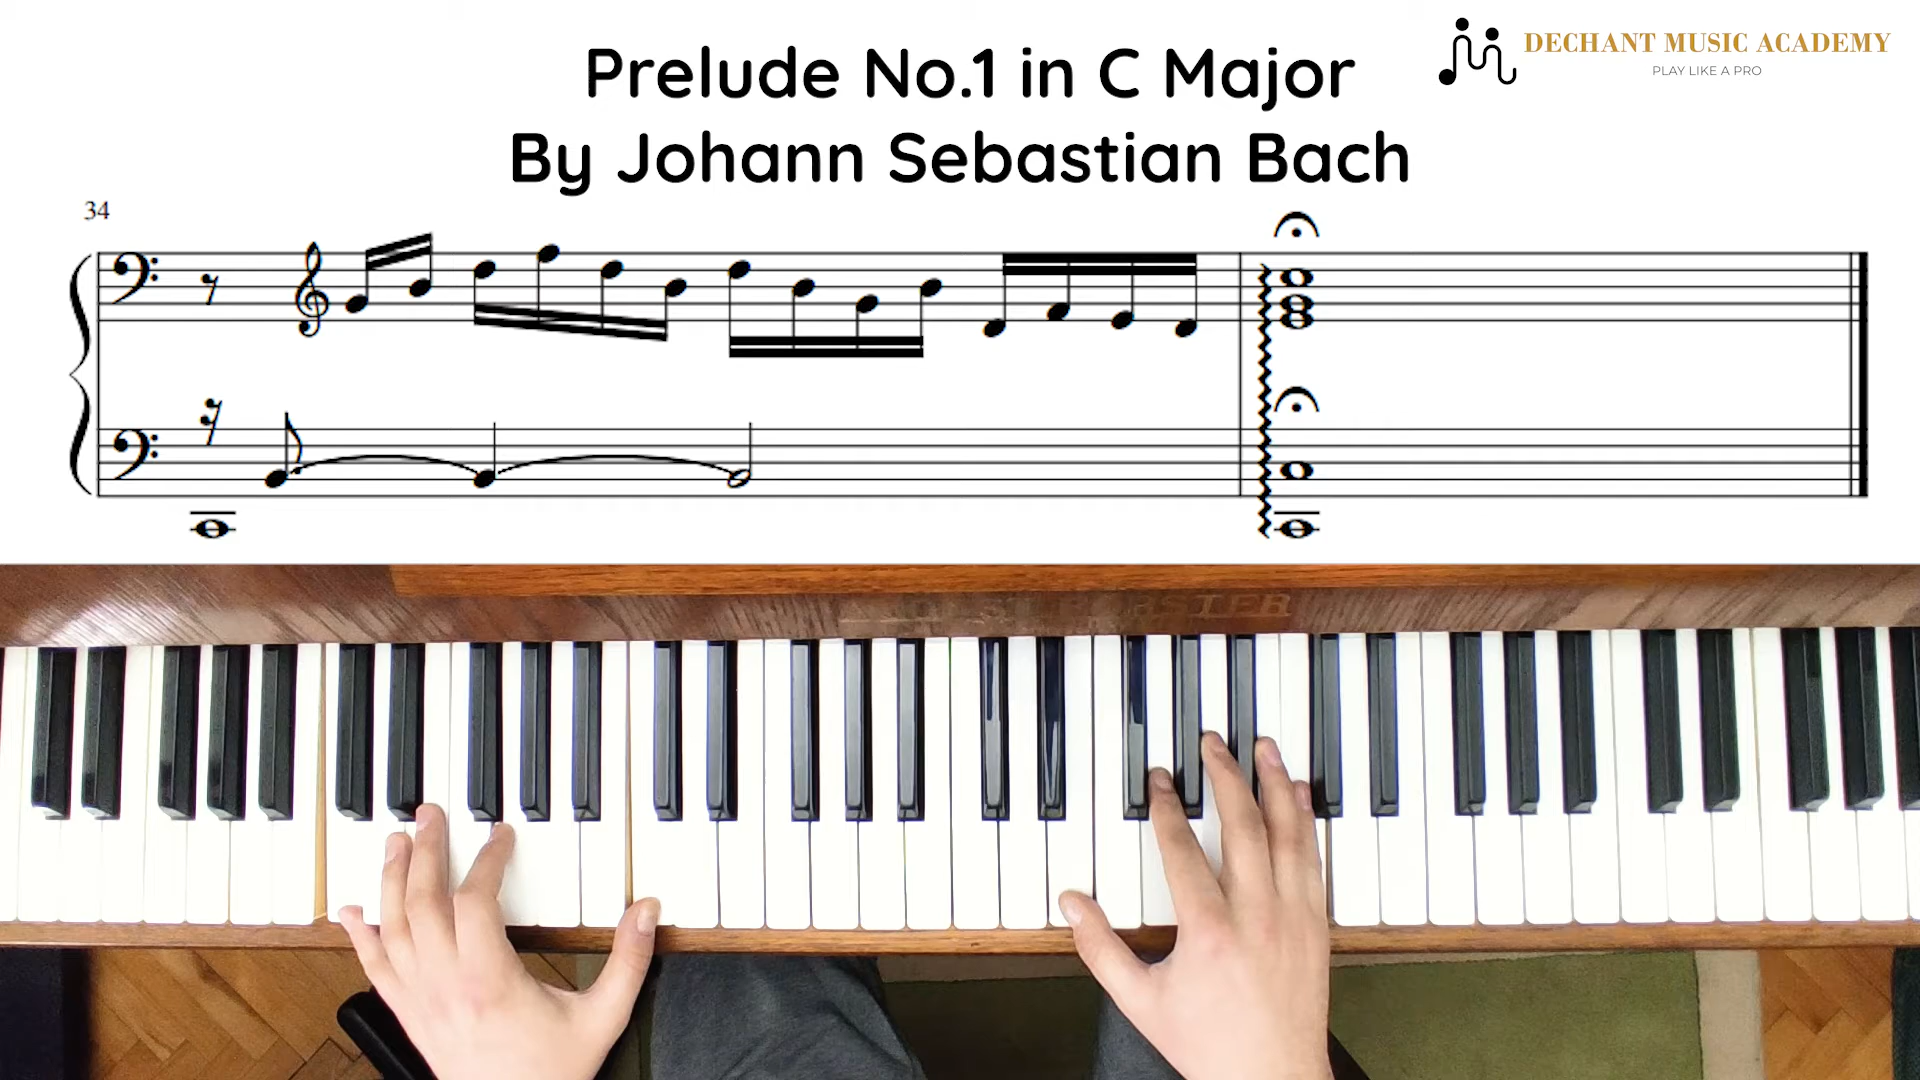 Prelude No.1 in C Major
By Johann Sebastian Bach
DECHANT MUSIC ACADEMY
PLAY LIKE A PRO
34